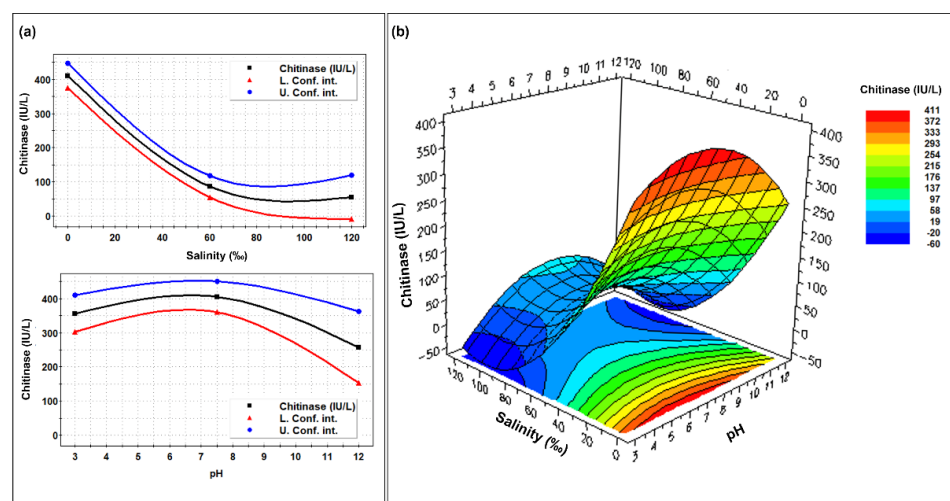 (a)
Chitinase (IU/L)
L. Conf. int.
U. Conf. int.
400
300
200
100
0
Chitinase (IU/L)
0 20 40 60 80 100 120
Salinity (‰)
400
300
200
100
0
Chitinase (IU/L)
Chitinase (IU/L)
L. Conf. int.
U. Conf. int.
3 4 5 6 7 8 9 10 11 12
pH
(b)
3 4 5 6 7 8 9 10 11 12
120 100 80 60 40 20 0
400
350
300
250
200
150
100
50
0
-50
Chitinase (IU/L)
400
350
300
250
200
150
100
50
0
-50
120 100 80 60 40 20 0
Salinity (‰)
3 4 5 6 7 8 9 10 11 12
pH
Chitinase (IU/L)
411
372
333
293
254
215
176
137
97
58
19
-20
-60